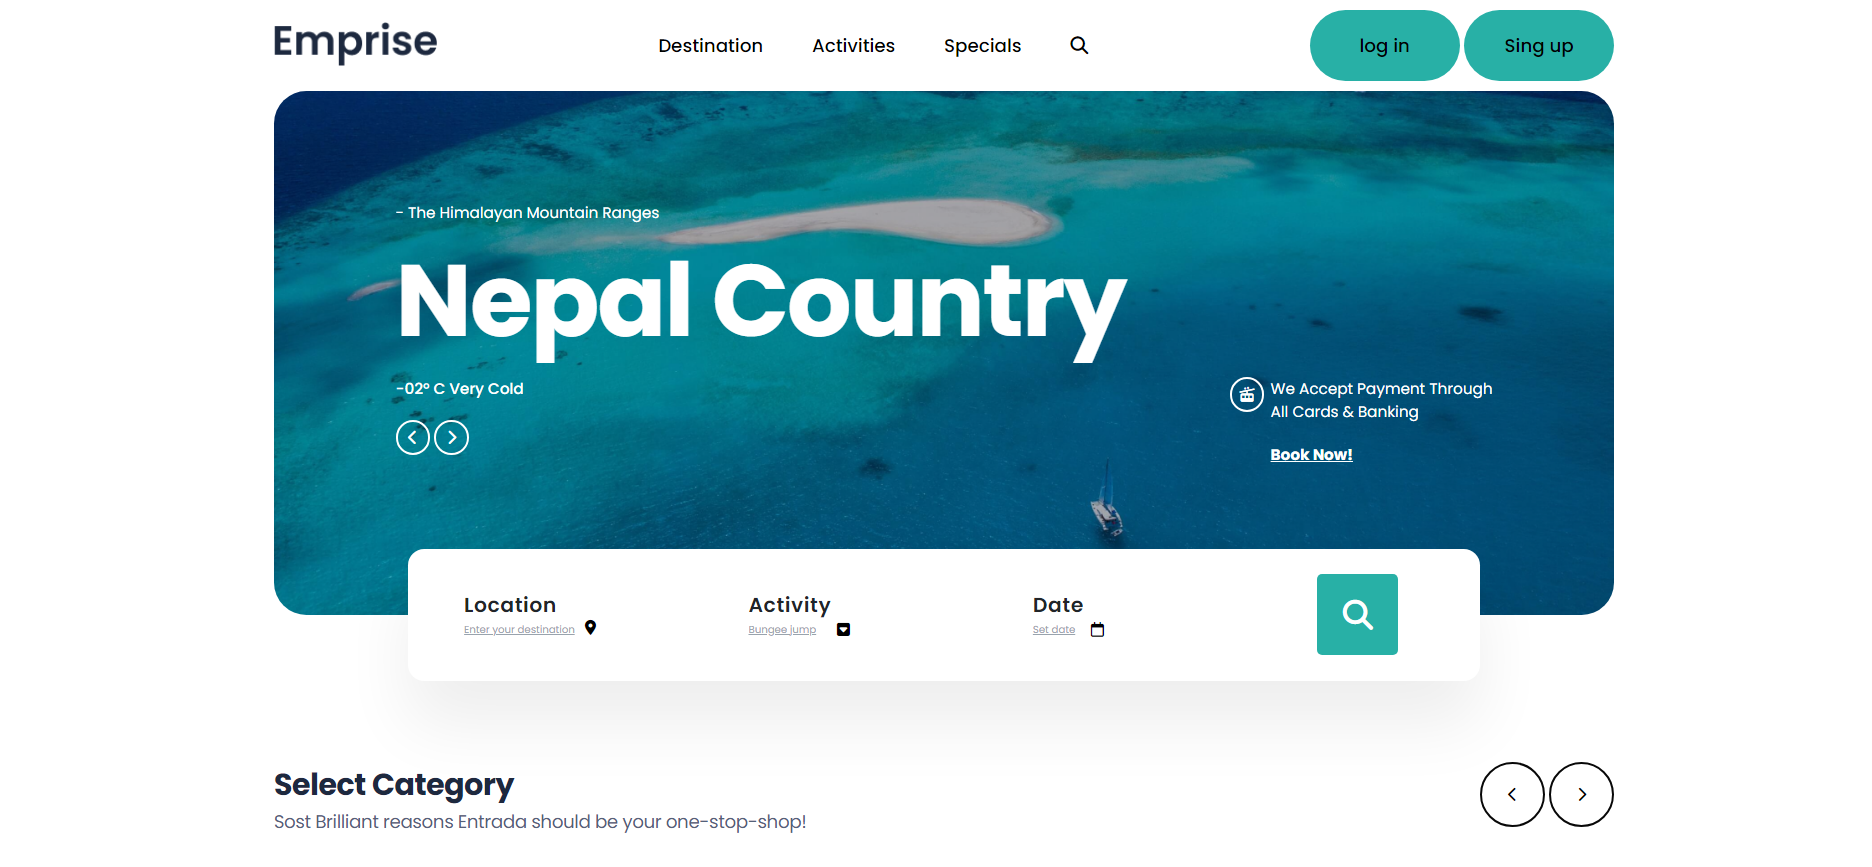 Emprise
Destination
Activities
Specials
log in
Sing up
- The Himalayan Mountain Ranges
Nepal Country
-02° C Very Cold
We Accept Payment Through
All Cards & Banking
Book Now!
Location
Enter your destination
Activity
Bungee jump
Date
Set date
Select Category
Sost Brilliant reasons Entrada should be your one-stop-shop!